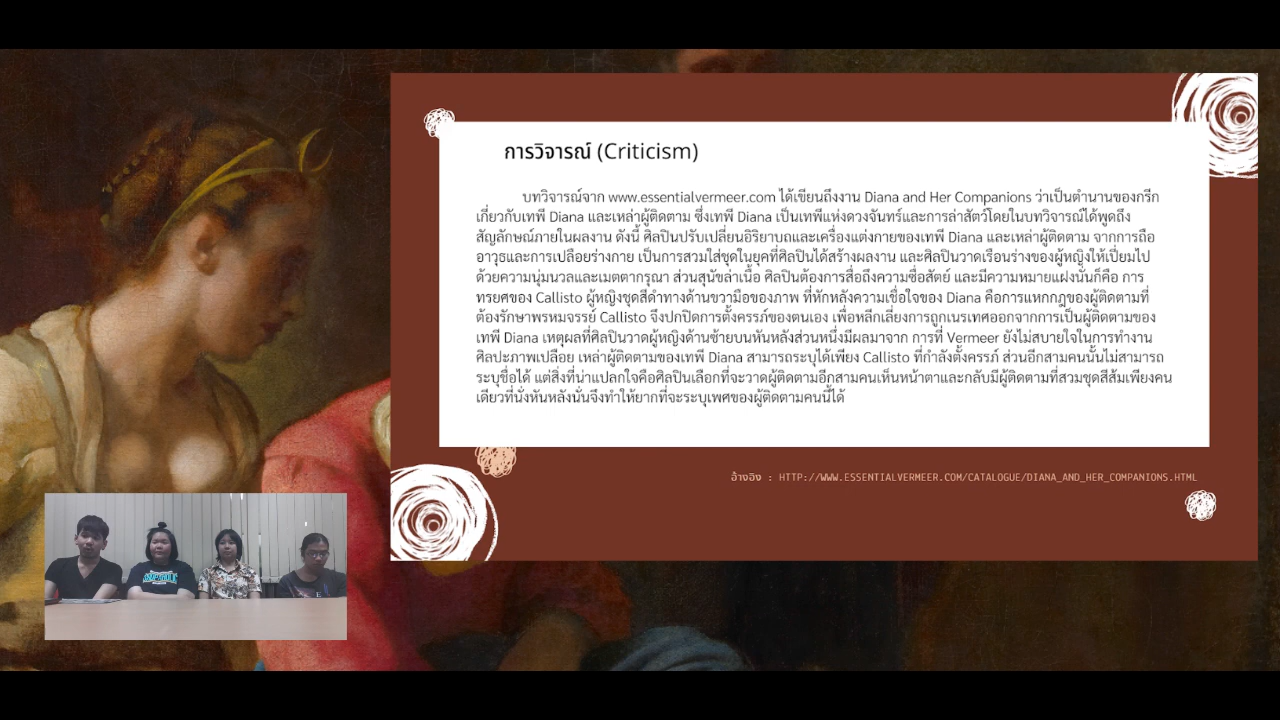 การวิจารณ์ (Criticism)
บทวิจารณ์จาก www.essentialvermeer.com ได้เขียนถึงงาน Diana and Her Companions ว่าเป็นตำนานของกรีก
เกี่ยวกับเทพี Diana และเหล่าผู้ติดตาม ซึ่งเทพี Diana เป็นเทพีแห่งดวงจันทร์และการล่าสัตว์โดยในบทวิจารณ์ได้พูดถึง
สัญลักษณ์ภายในผลงาน ดังนี้ ศิลปินปรับเปลี่ยนอิริยาบถและเครื่องแต่งกายของเทพี Diana และเหล่าผู้ติดตาม จากการถือ
อาวุธและการเปลือยร่างกาย เป็นการสวมใส่ชุดในยุคที่ศิลปินได้สร้างผลงาน และศิลปินวาดเรือนร่างของผู้หญิงให้เปี่ยมไป
ด้วยความนุ่มนวลและเมตตากรุณา ส่วนสุนัขล่าเนื้อ ศิลปินต้องการสื่อถึงความซื่อสัตย์ และมีความหมายแฝงนั่นก็คือ การ
ทรยศของ Callisto ผู้หญิงชุดสีดำทางด้านขวามือของภาพ ที่หักหลังความเชื่อใจของ Diana คือการแหกกฎของผู้ติดตามที่
ต้องรักษาพรหมจรรย์ Callisto จึงปกปิดการตั้งครรภ์ของตนเอง เพื่อหลีกเลี่ยงการถูกเนรเทศออกจากการเป็นผู้ติดตามของ
เทพี Diana เหตุผลที่ศิลปินวาดผู้หญิงด้านซ้ายบนหันหลังส่วนหนึ่งมีผลมาจาก การที่ Vermeer ยังไม่สบายใจในการทำงาน
ศิลปะภาพเปลือย เหล่าผู้ติดตามของเทพี Diana สามารถระบุได้เพียง Callisto ที่กำลังตั้งครรภ์ ส่วนอีกสามคนนั้นไม่สามารถ
ระบุชื่อได้ แต่สิ่งที่น่าแปลกใจคือศิลปินเลือกที่จะวาดผู้ติดตามอีกสามคนเห็นหน้าตาและกลับมีผู้ติดตามที่สวมชุดสีส้มเพียงคน
เดียวที่นั่งหันหลังนั่นจึงทำให้ยากที่จะระบุเพศของผู้ติดตามคนนี้ได้
อ้างอิง : HTTP://WWW.ESSENTIALVERMEER.COM/CATALOGUE/DIANA_AND_HER_COMPANIONS.HTML